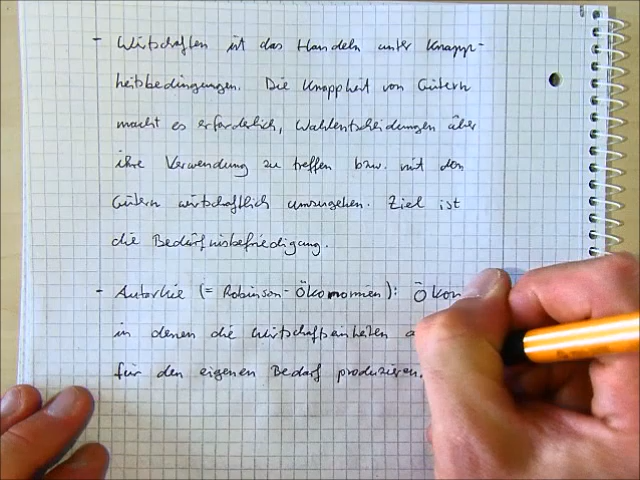 - Wirtschaften ist das Handeln unter Knapp-
heitsbedingungen. Die Knappheit von Gütern
macht es erforderlich, Wahlentscheidungen über
ihre Verwendung zu treffen bzw. mit den
Gütern wirtschaftlich umzugehen. Ziel ist
die Bedürfnisbefriedigung.
- Autarkie (= Robinson-Ökonomien): Ökon
in denen die Wirtschaftseinheiten a
für den eigenen Bedarf produzieren.